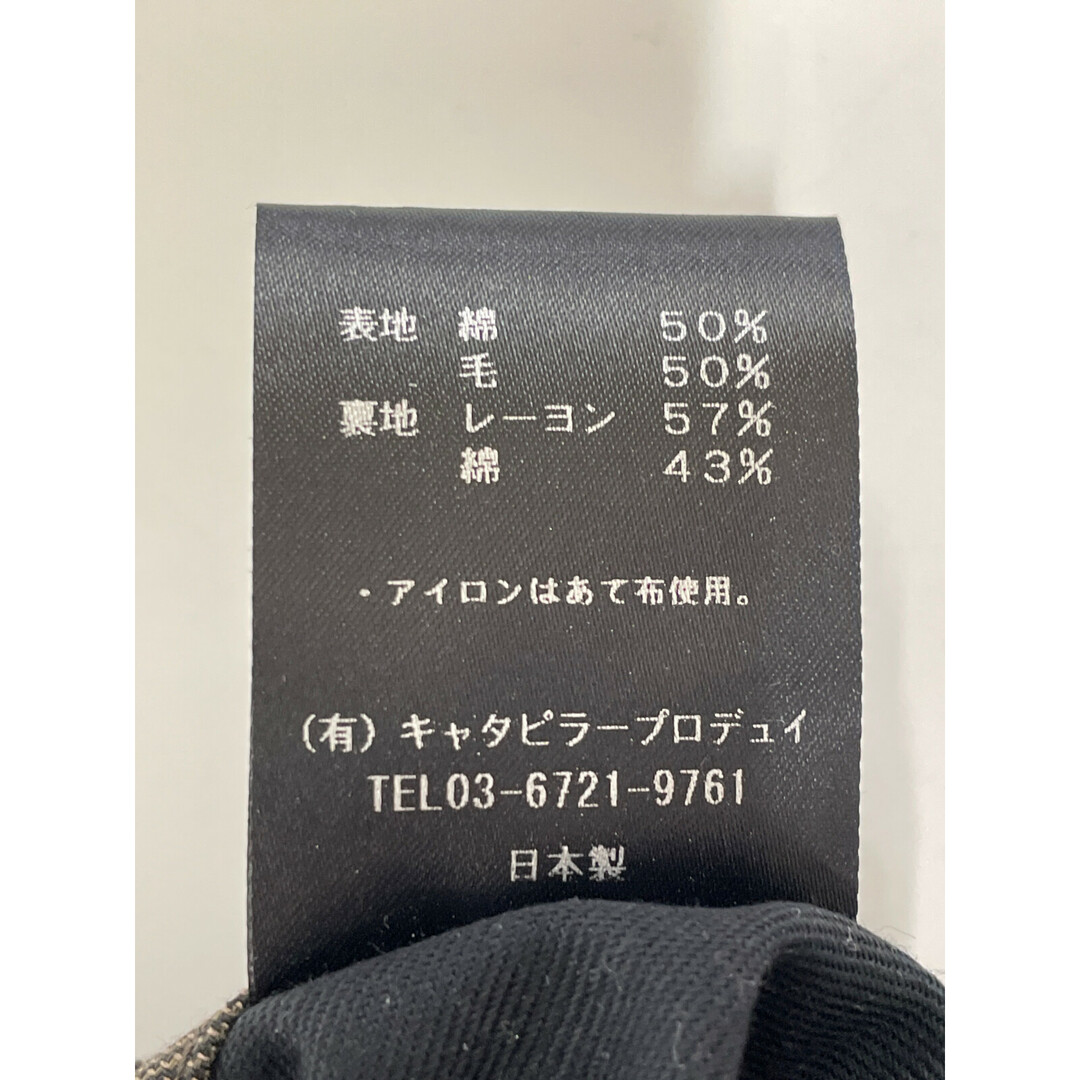 表地 綿 50%
毛 50%
裏地 レーヨン 57%
綿 43%
・アイロンはあて布使用。
(有)キャタピラープロデュイ
TEL03-6721-9761
日本製